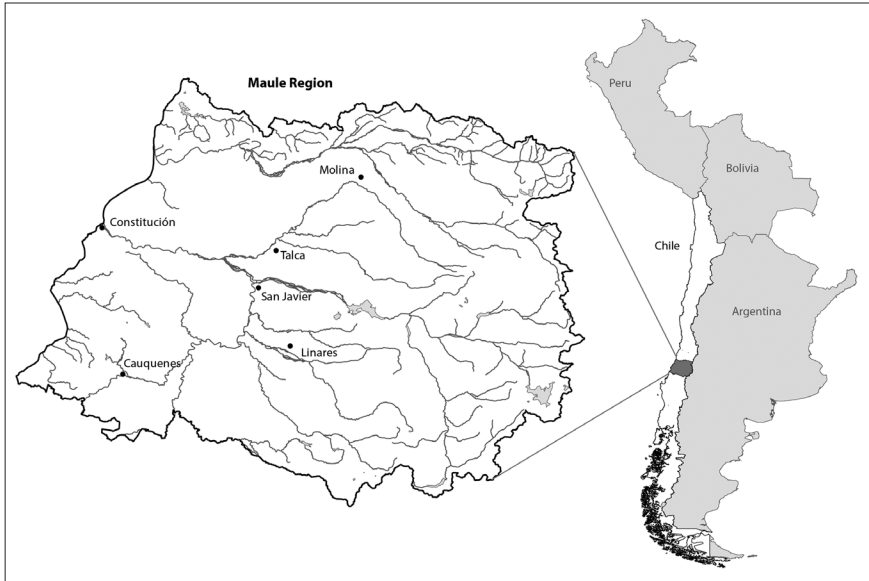 Maule Region
Molina
Constitución
Talca
San Javier
Linares
Cauquenes
Peru
Bolivia
Chile
Argentina